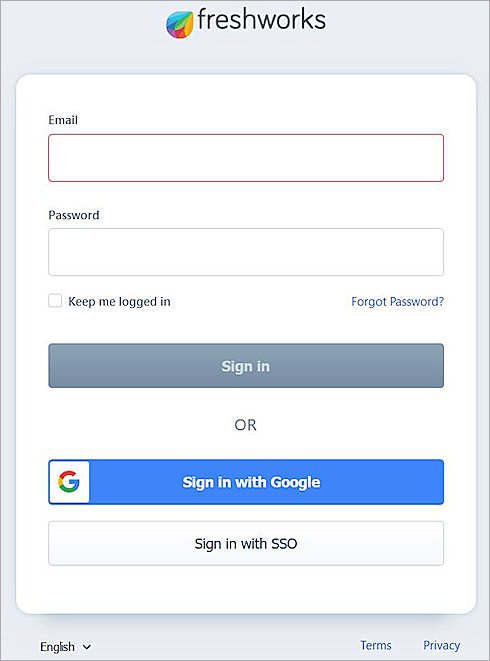 freshworks
Email
Password
Keep me logged in Forgot Password?
Sign in
OR
Sign in with Google
Sign in with SSO
English Terms Privacy